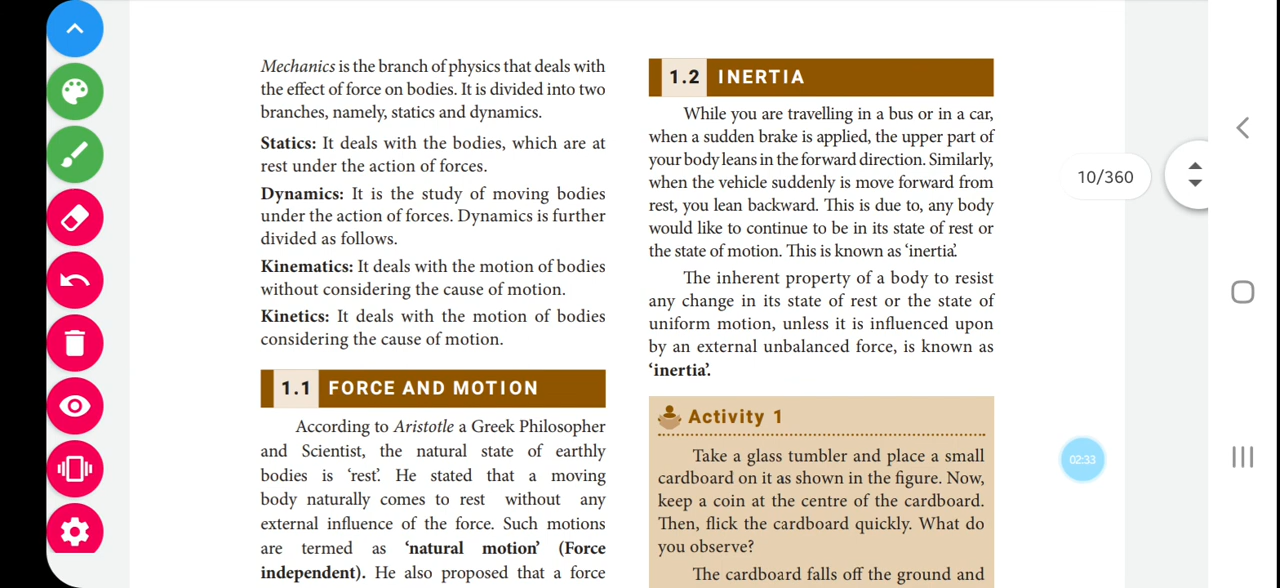 Mechanics is the branch of physics that deals with
the effect of force on bodies. It is divided into two
branches, namely, statics and dynamics.
Statics: It deals with the bodies, which are at
rest under the action of forces.
Dynamics: It is the study of moving bodies
under the action of forces. Dynamics is further
divided as follows.
Kinematics: It deals with the motion of bodies
without considering the cause of motion.
Kinetics: It deals with the motion of bodies
considering the cause of motion.
1.1 FORCE AND MOTION
According to Aristotle a Greek Philosopher
and Scientist, the natural state of earthly
bodies is ‘rest’. He stated that a moving
body naturally comes to rest without any
external influence of the force. Such motions
are termed as ‘natural motion’ (Force
independent). He also proposed that a force
1.2 INERTIA
While you are travelling in a bus or in a car,
when a sudden brake is applied, the upper part of
your body leans in the forward direction. Similarly,
when the vehicle suddenly is move forward from
rest, you lean backward. This is due to, any body
would like to continue to be in its state of rest or
the state of motion. This is known as ‘inertia’.
The inherent property of a body to resist
any change in its state of rest or the state of
uniform motion, unless it is influenced upon
by an external unbalanced force, is known as
‘inertia’.
Activity 1
Take a glass tumbler and place a small
cardboard on it as shown in the figure. Now,
keep a coin at the centre of the cardboard.
Then, flick the cardboard quickly. What do
you observe?
The cardboard falls off the ground and
10/360
02:33